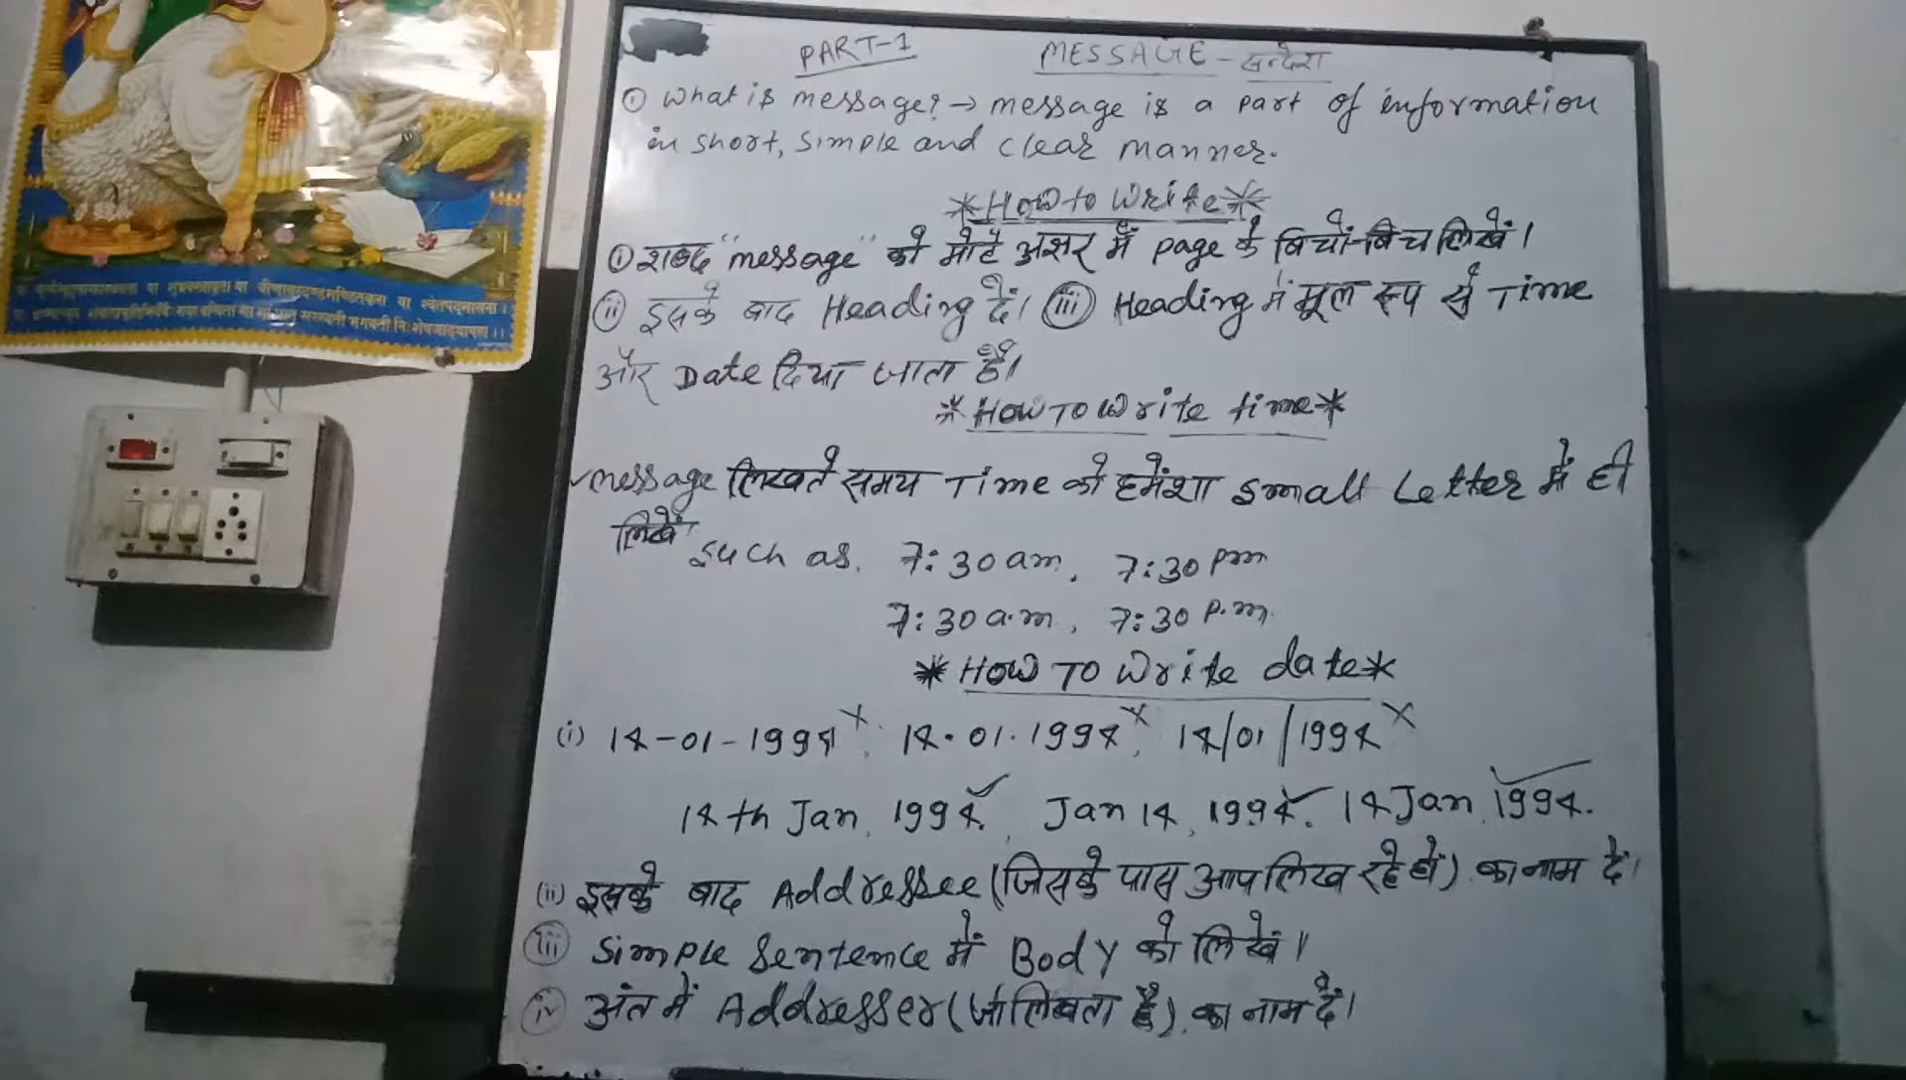 PART-1 MESSAGE - सन्देश
① What is message? → message is a part of information
in short, simple and clear manner.
*How to write*
① शब्द "message" को मोटे अक्षर में page के बिचों-बिच लिखें।
(ii) इसके बाद Heading दें। (iii) Heading में मूल रूप से Time
और Date दिया जाता है।
*How To write time*
message लिखते समय Time को हमेंशा small Letter में ही
लिखें
such as. 7:30 am, 7:30 pm
7:30 a.m, 7:30 p.m.
*How To write date*
(i) 14-01-1994 x, 14.01.1994 x, 14/01/1994 x
14th Jan, 1994 ✓, Jan 14, 1994 ✓. 14 Jan, 1994. ✓
(ii) इसके बाद Addressee (जिसके पास आप लिख रहे हों) का नाम दें।
(iii) Simple Sentence में Body को लिखें।
(iv) अंत में Addresser (जो लिखता है) का नाम दें।